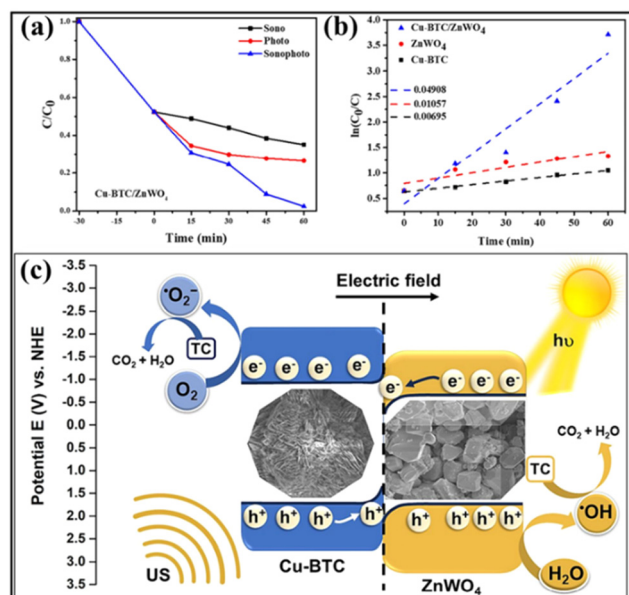 (a)
Sono
Photo
Sonophoto
C/C0
1.0
0.8
0.6
0.4
0.2
0.0
Cu-BTC/ZnWO4
-30
-15
0
15
30
45
60
Time (min)
(b)
Cu-BTC/ZnWO4
ZnWO4
Cu-BTC
0.04908
0.01057
0.00695
ln(C0/C)
4.0
3.5
3.0
2.5
2.0
1.5
1.0
0.5
0.0
0
15
30
45
60
Time (min)
(c)
Electric field
Potential E (V) vs. NHE
-3.5
-3.0
-2.5
-2.0
-1.5
-1.0
-0.5
0.0
0.5
1.0
1.5
2.0
2.5
3.0
3.5
•O2−
TC
CO2 + H2O
O2
e- e- e- e-
e- e- e- e-
hυ
CO2 + H2O
TC
•OH
H2O
h+ h+ h+ h+
h+ h+ h+ h+
US
Cu-BTC
ZnWO4